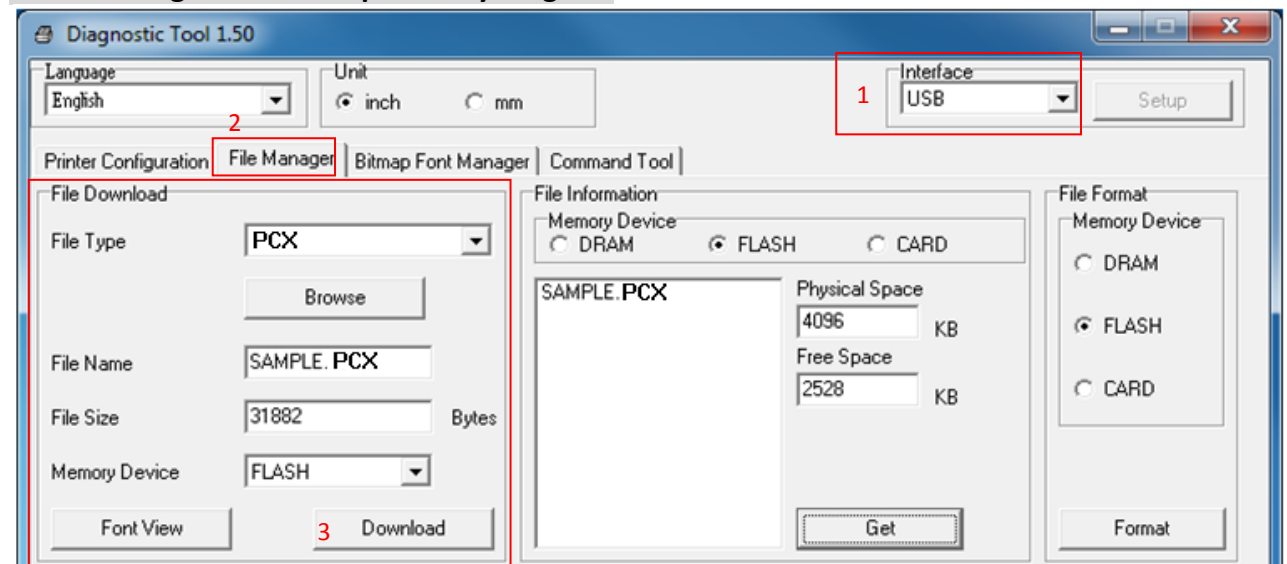 Diagnostic Tool 1.50
Language
Unit
Interface
English
inch
mm
1
USB
Setup
2
Printer Configuration
File Manager
Bitmap Font Manager
Command Tool
File Download
File Type
PCX
Browse
File Name
SAMPLE.PCX
File Size
31882
Bytes
Memory Device
FLASH
Font View
3
Download
File Information
Memory Device
DRAM
FLASH
CARD
SAMPLE.PCX
Physical Space
4096
KB
Free Space
2528
KB
Get
File Format
Memory Device
DRAM
FLASH
CARD
Format